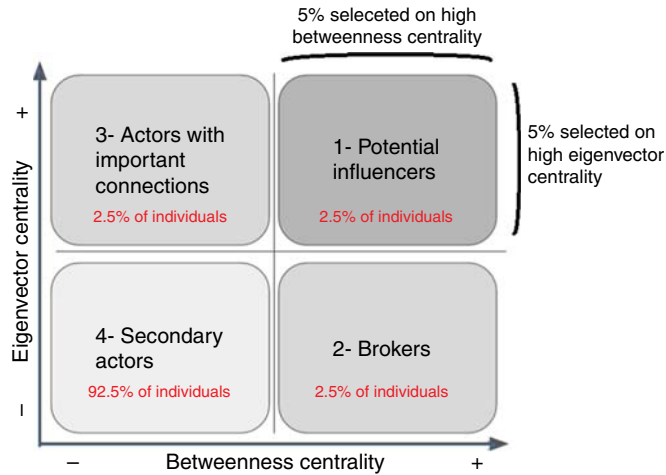 5% seleceted on high
betweenness centrality
5% selected on
high eigenvector
centrality
Eigenvector centrality
+
–
3- Actors with
important
connections
2.5% of individuals
1- Potential
influencers
2.5% of individuals
4- Secondary
actors
92.5% of individuals
2- Brokers
2.5% of individuals
–
Betweenness centrality
+